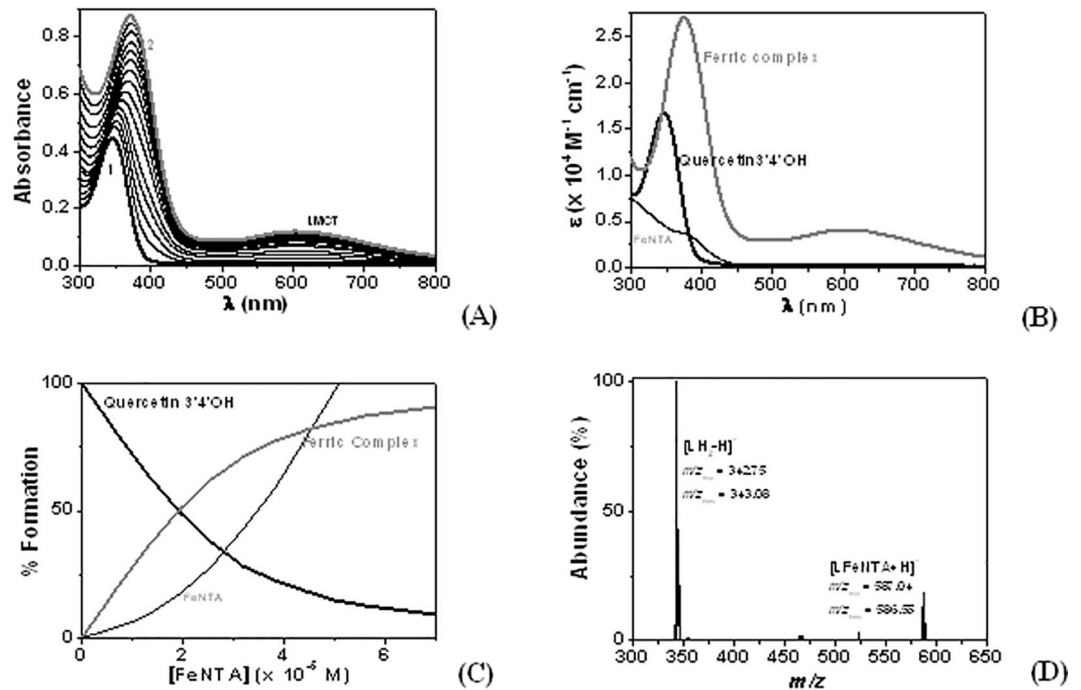 0.8
0.6
0.4
0.2
0.0
Absorbance
2
1
LMCT
300 400 500 600 700 800
λ (nm)
(A)
2.5
2.0
1.5
1.0
0.5
0.0
ε (x 10⁴ M⁻¹ cm⁻¹)
Ferric complex
Quercetin 3'4'OH
FeNTA
300 400 500 600 700 800
λ (nm)
(B)
100
50
0
% Formation
Quercetin 3'4'OH
Ferric Complex
FeNTA
0 2 4 6
[FeNTA] (x 10⁻⁵ M)
(C)
100
50
0
Abundance (%)
m/z = 342.75
m/z = 343.08
[LFeNTA+H]⁻
m/z = 587.04
m/z = 586.55
300 350 400 450 500 550 600 650
m/z
(D)